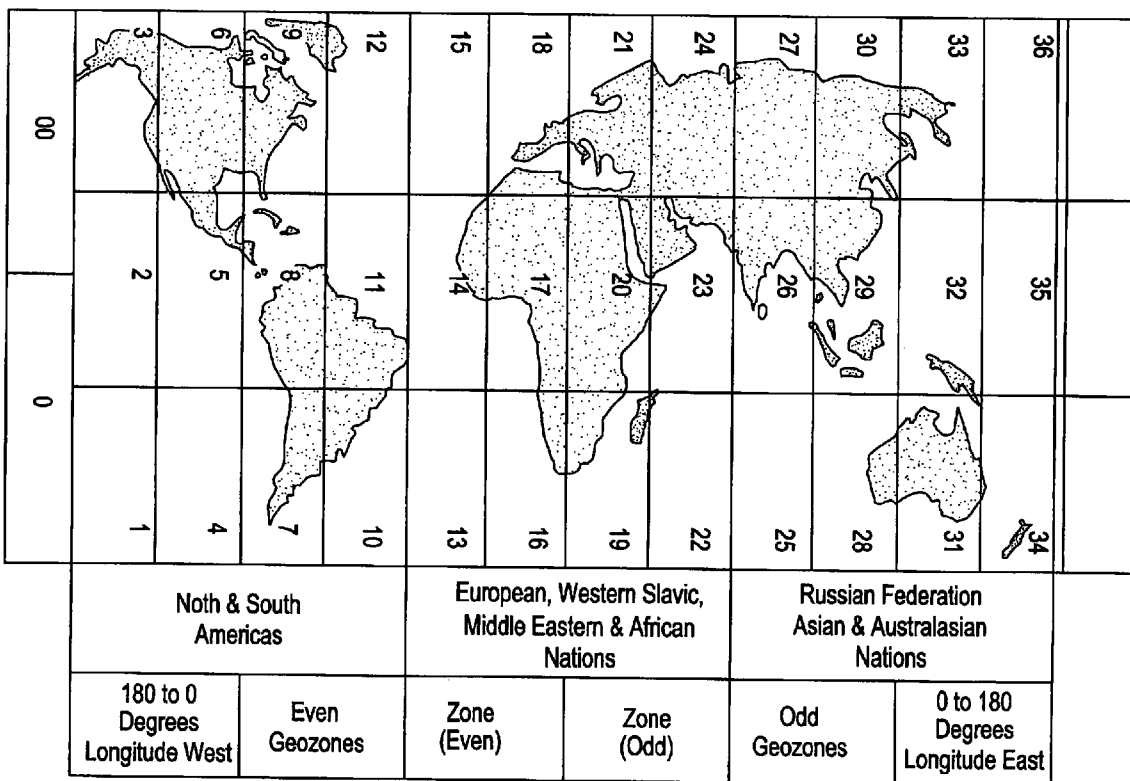 3
6
9
12
15
18
21
24
27
30
33
36
00
2
5
8
11
14
17
20
23
26
29
32
35
0
1
4
7
10
13
16
19
22
25
28
31
34
Noth & South
Americas
European, Western Slavic,
Middle Eastern & African
Nations
Russian Federation
Asian & Australasian
Nations
180 to 0
Degrees
Longitude West
Even
Geozones
Zone
(Even)
Zone
(Odd)
Odd
Geozones
0 to 180
Degrees
Longitude East